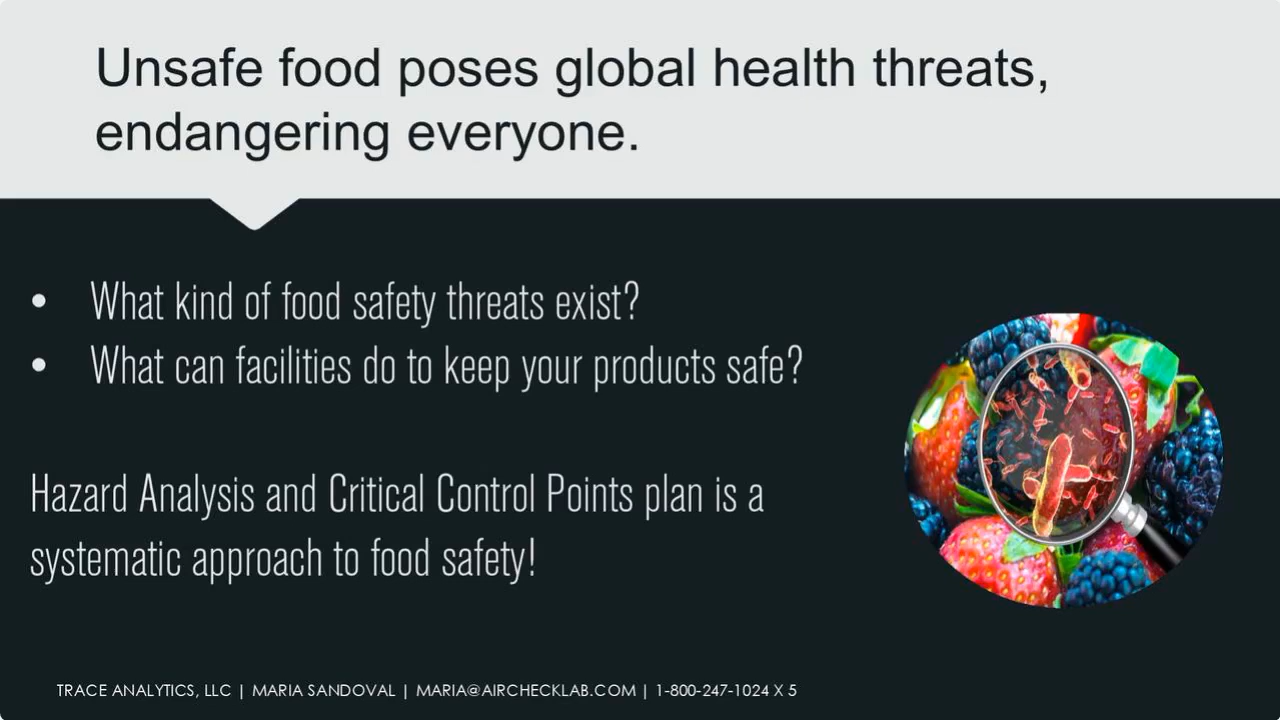 Unsafe food poses global health threats,
endangering everyone.
• What kind of food safety threats exist?
• What can facilities do to keep your products safe?
Hazard Analysis and Critical Control Points plan is a
systematic approach to food safety!
TRACE ANALYTICS, LLC | MARIA SANDOVAL | MARIA@AIRCHECKLAB.COM | 1-800-247-1024 X 5